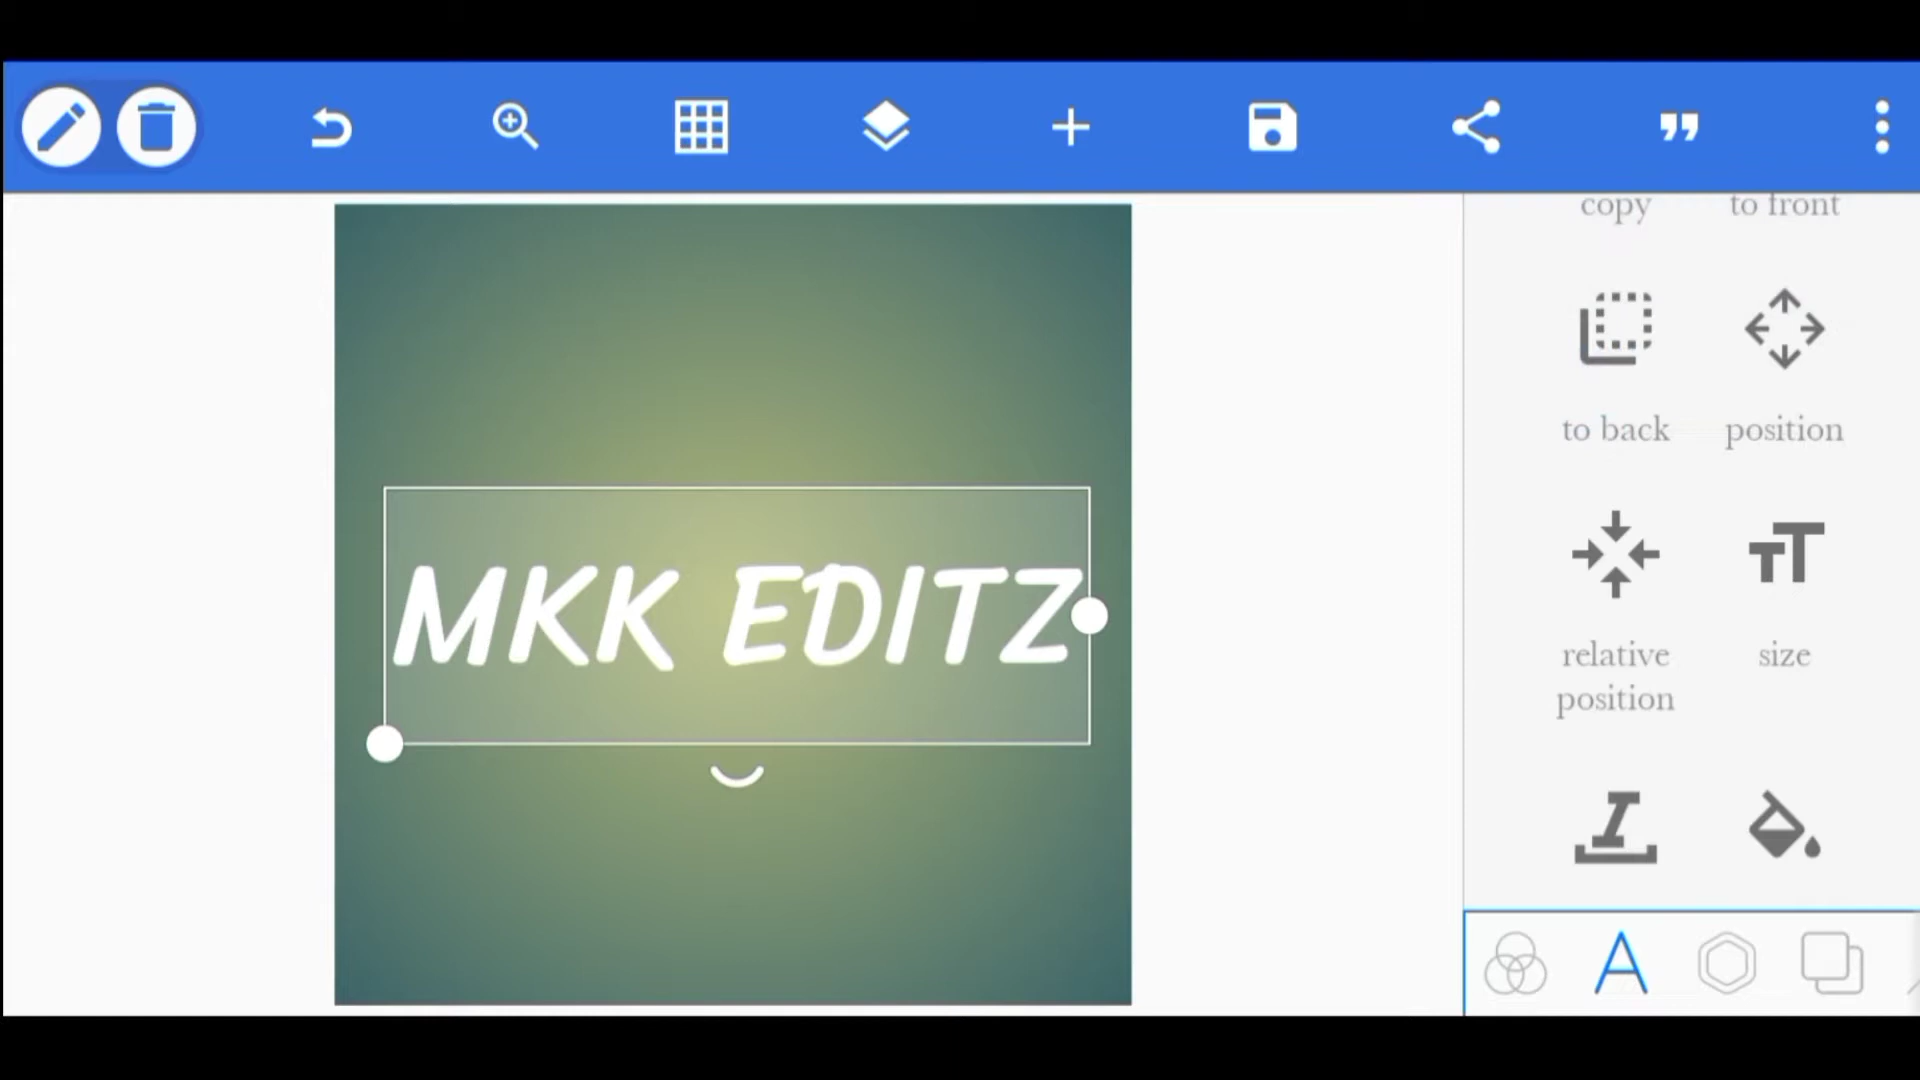 copy to front
to back position
MKK EDITZ
relative position
size